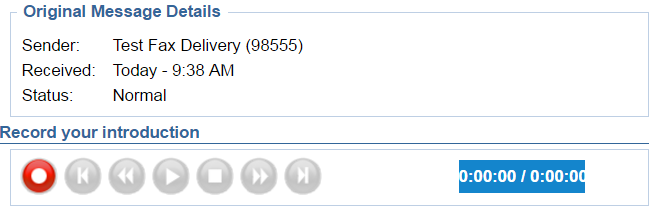 Original Message Details
Sender: Test Fax Delivery (98555)
Received: Today - 9:38 AM
Status: Normal
Record your introduction
0:00:00 / 0:00:00